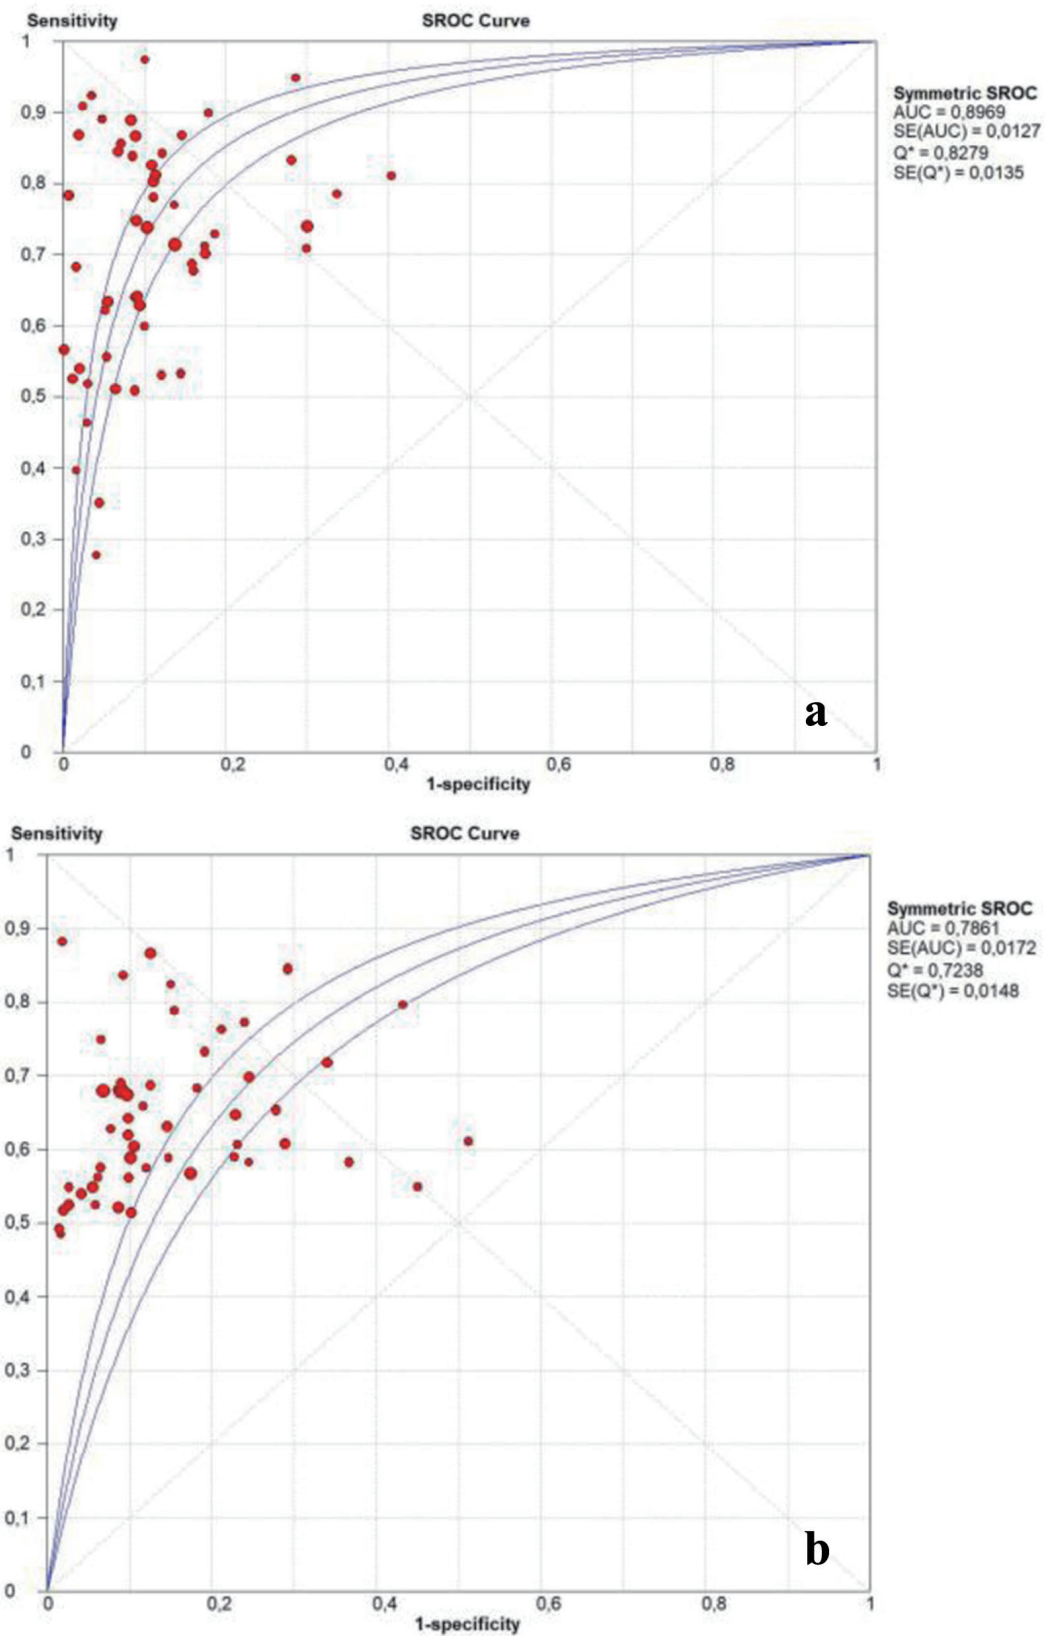 Sensitivity SROC Curve
1
0,9
0,8
0,7
0,6
0,5
0,4
0,3
0,2
0,1
0
0 0,2 0,4 0,6 0,8 1
1-specificity
Symmetric SROC
AUC = 0,8969
SE(AUC) = 0,0127
Q* = 0,8279
SE(Q*) = 0,0135
a
Sensitivity SROC Curve
1
0,9
0,8
0,7
0,6
0,5
0,4
0,3
0,2
0,1
0
0 0,2 0,4 0,6 0,8 1
1-specificity
Symmetric SROC
AUC = 0,7861
SE(AUC) = 0,0172
Q* = 0,7238
SE(Q*) = 0,0148
b